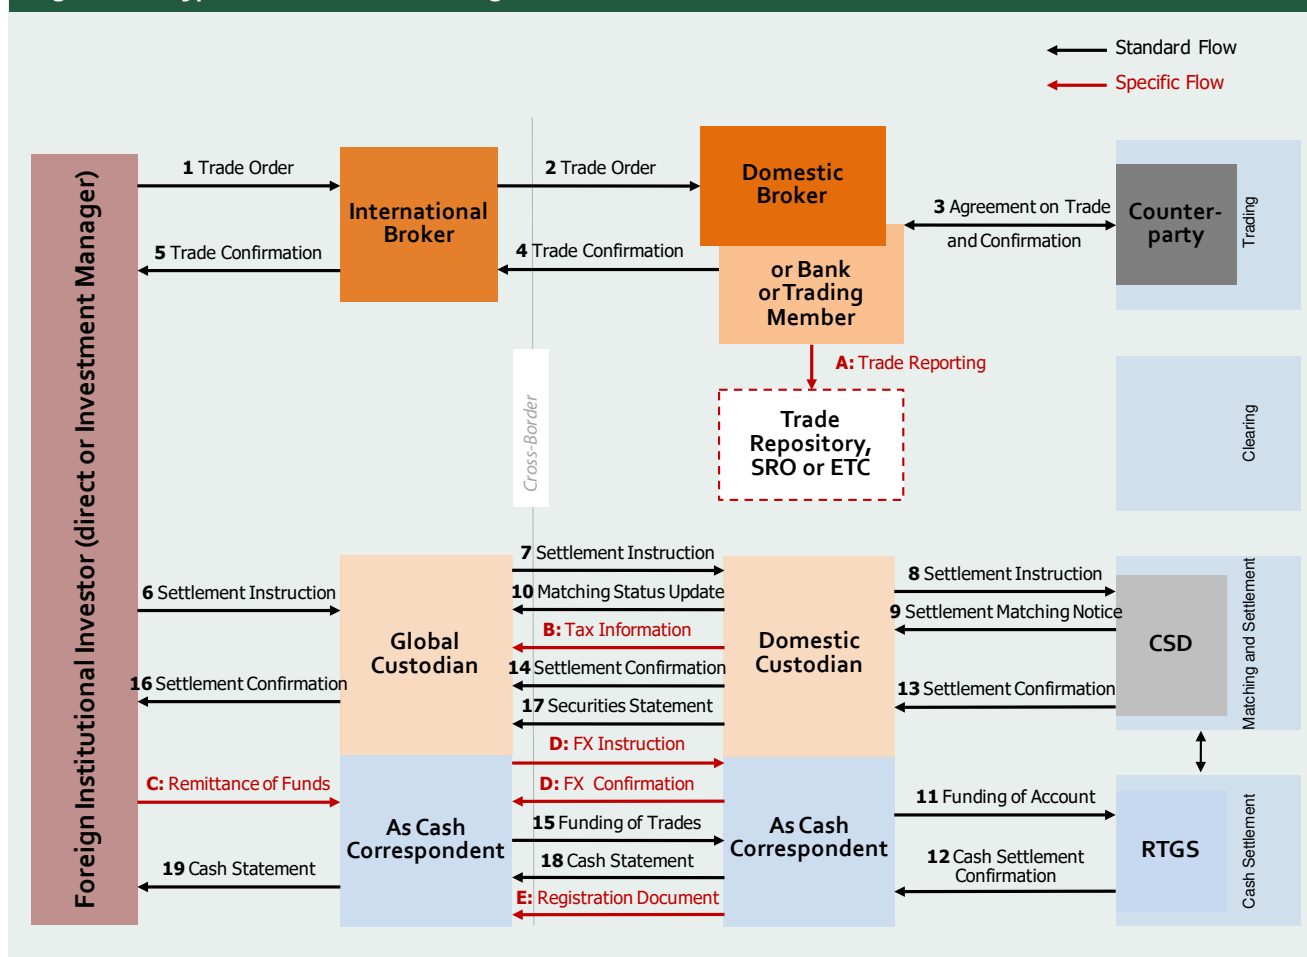 Standard Flow
Specific Flow
Foreign Institutional Investor (direct or Investment Manager)
1 Trade Order
5 Trade Confirmation
International
Broker
2 Trade Order
4 Trade Confirmation
Domestic
Broker
or Bank
or Trading
Member
3 Agreement on Trade
and Confirmation
Counter-
party
Trading
A: Trade Reporting
Trade
Repository,
SRO or ETC
Cross-Border
Clearing
6 Settlement Instruction
16 Settlement Confirmation
Global
Custodian
7 Settlement Instruction
10 Matching Status Update
B: Tax Information
14 Settlement Confirmation
17 Securities Statement
Domestic
Custodian
8 Settlement Instruction
9 Settlement Matching Notice
13 Settlement Confirmation
CSD
Matching and Settlement
C: Remittance of Funds
19 Cash Statement
As Cash
Correspondent
D: FX Instruction
D: FX Confirmation
15 Funding of Trades
18 Cash Statement
E: Registration Document
As Cash
Correspondent
11 Funding of Account
12 Cash Settlement
Confirmation
RTGS
Cash Settlement